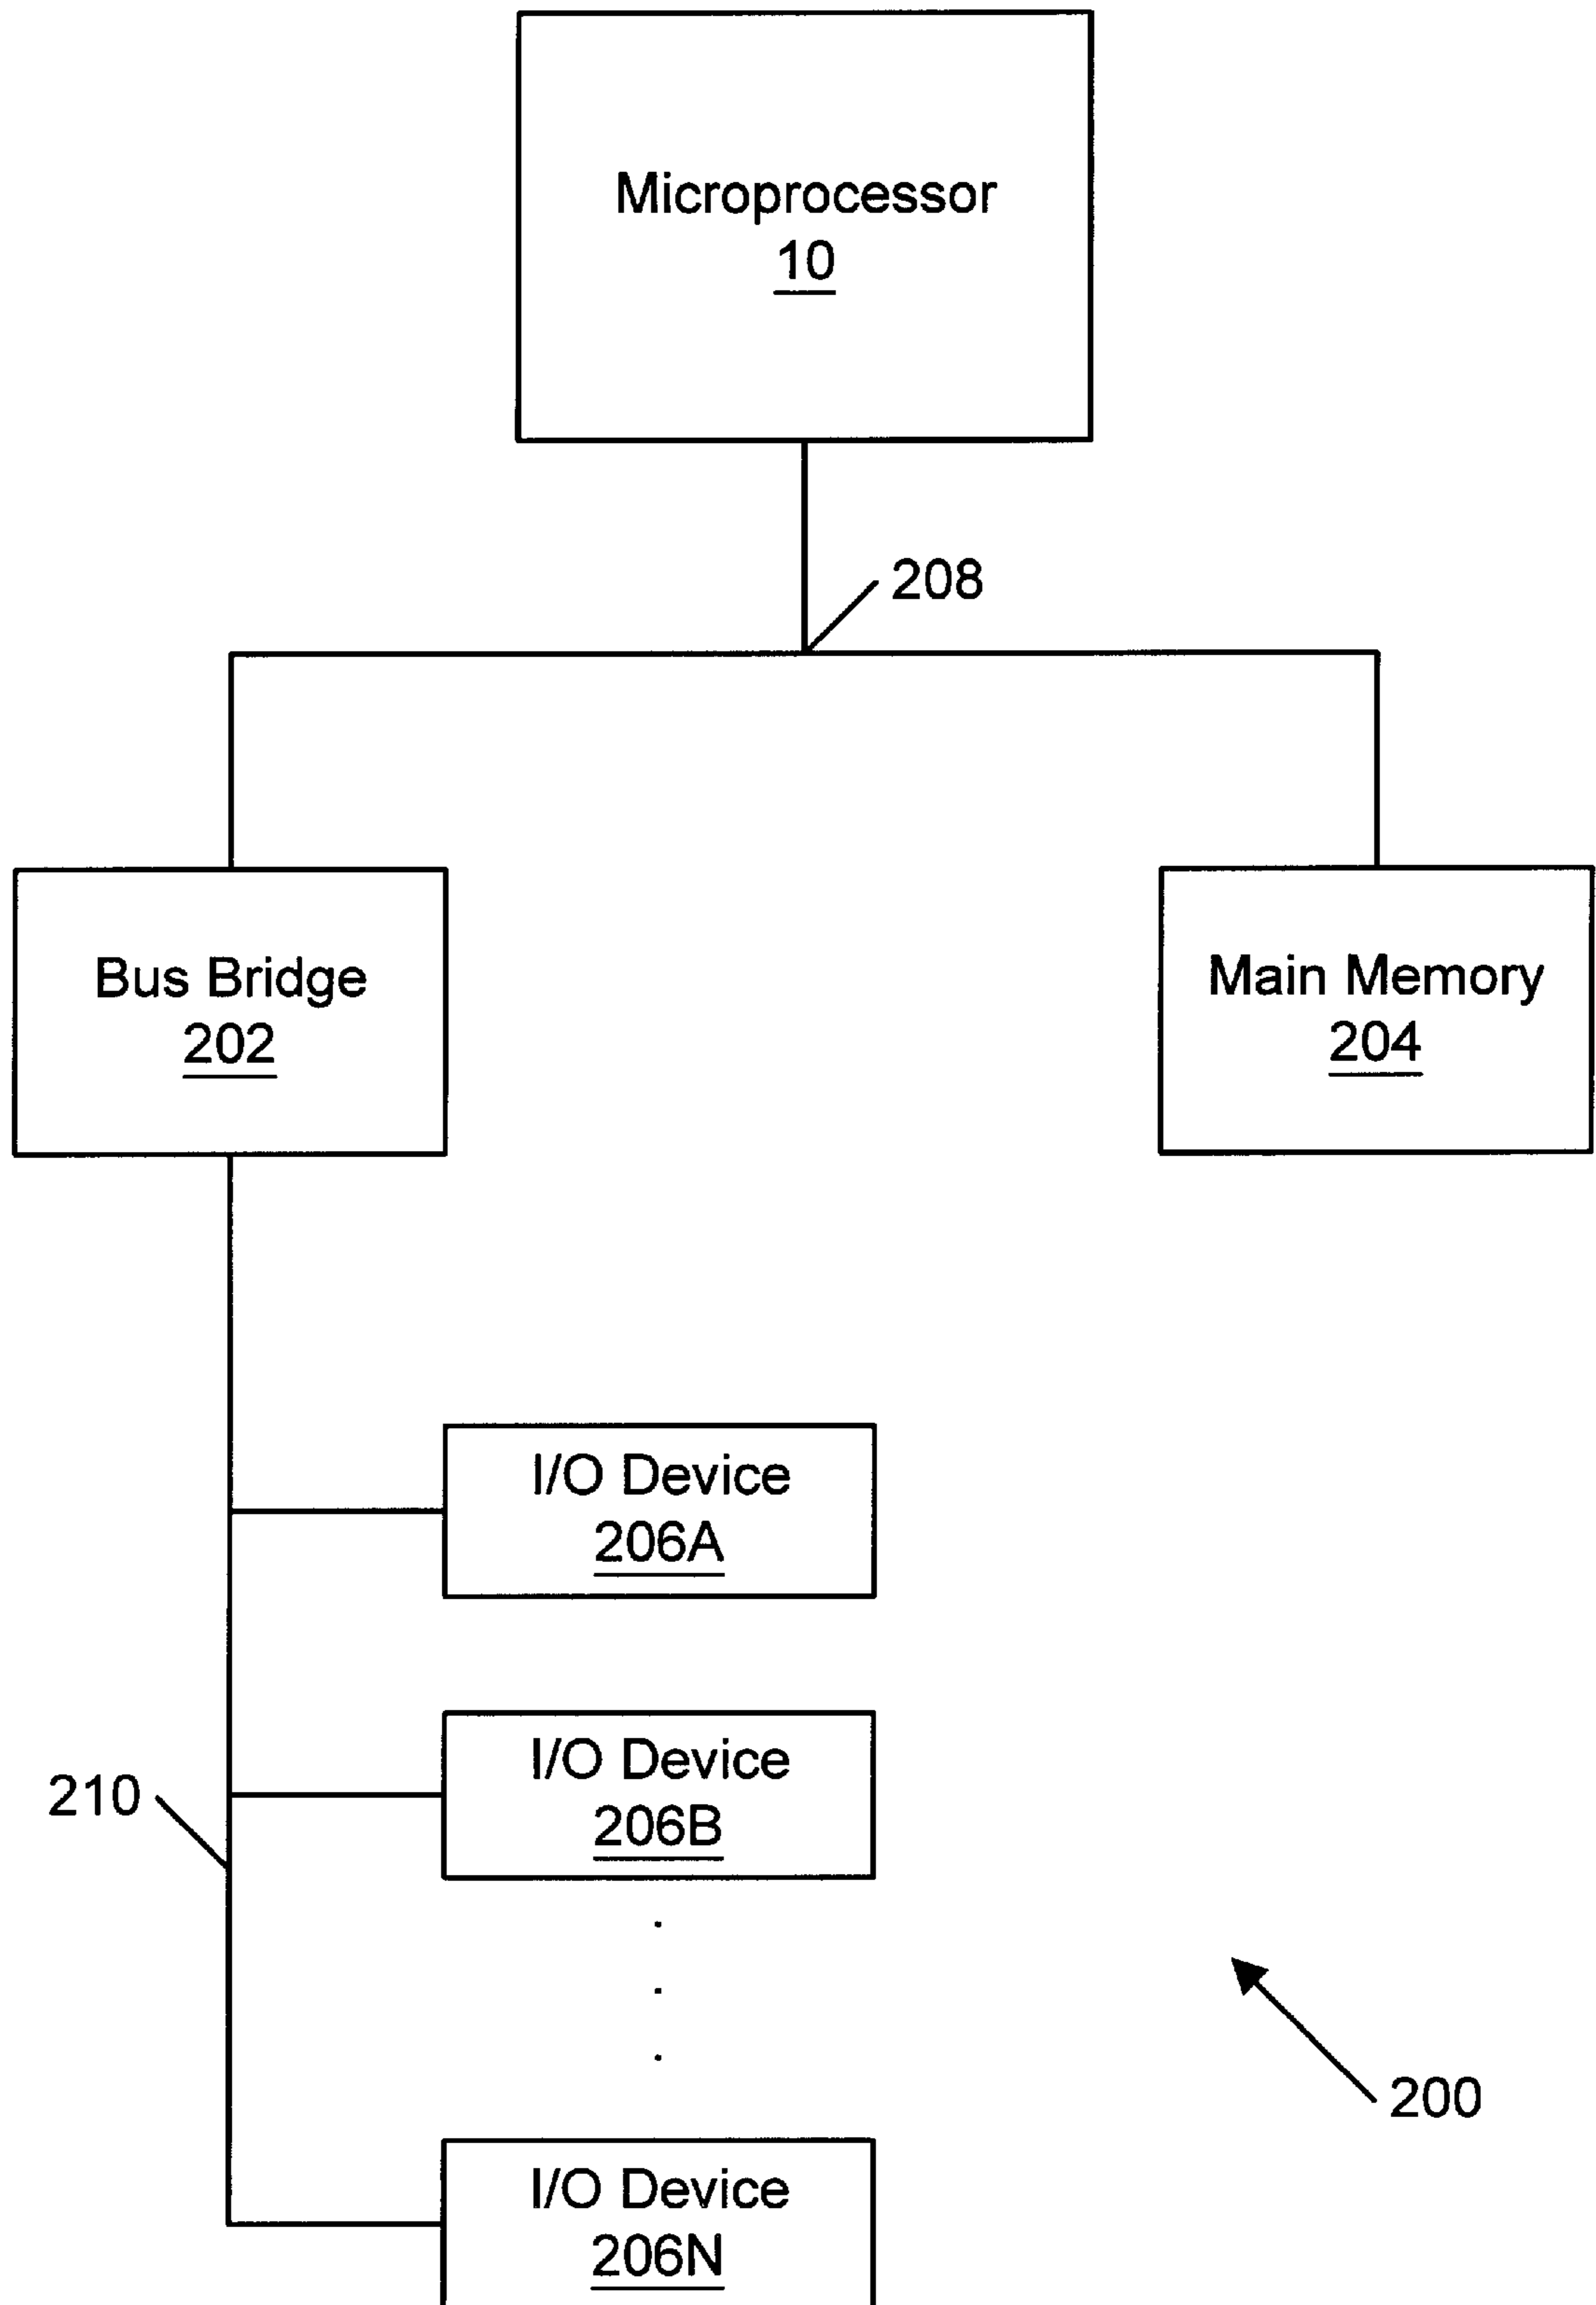 Microprocessor
10
208
Bus Bridge
202
Main Memory
204
I/O Device
206A
I/O Device
206B
210
.
.
.
200
I/O Device
206N